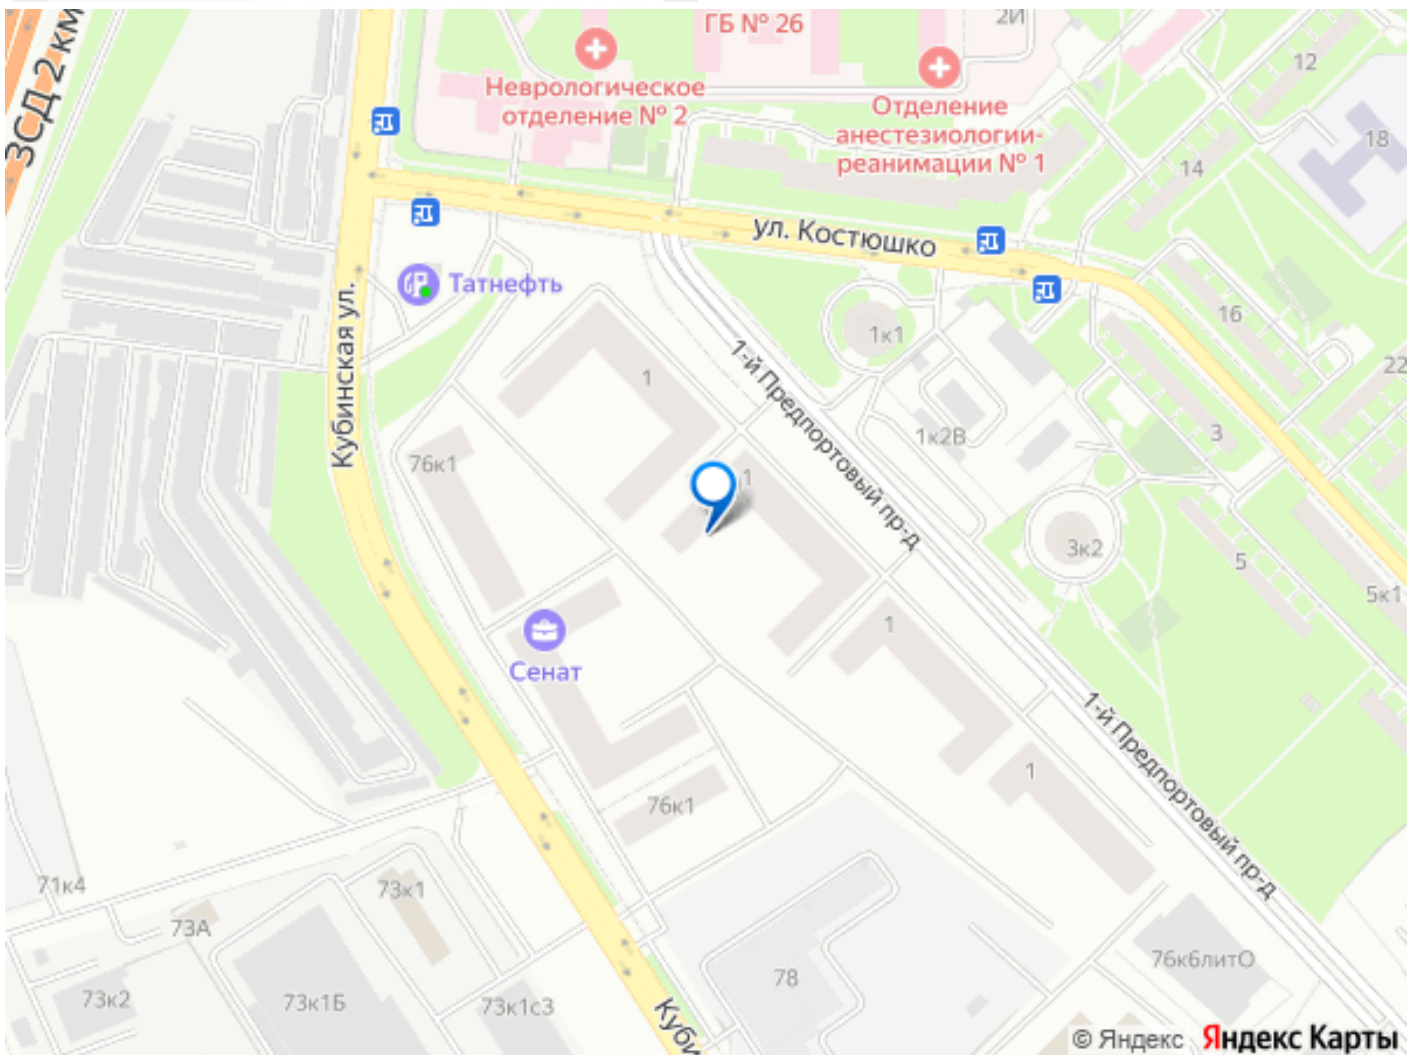 ГБ № 26
2И
ЗСД 2 км
Неврологическое
отделение № 2
Отделение
анестезиологии-
реанимации № 1
12
18
14
ул. Костюшко
Татнефть
Кубинская ул.
1-й Предпортовый пр-д
1к1
16
22
1
1к2В
3
76к1
1
3к2
5
5к1
1
Сенат
1-й Предпортовый пр-д
1
76к1
71к4
73к1
73А
78
76к6литО
73к2
73к1Б
73к1с3
Куби
© Яндекс Яндекс Карты